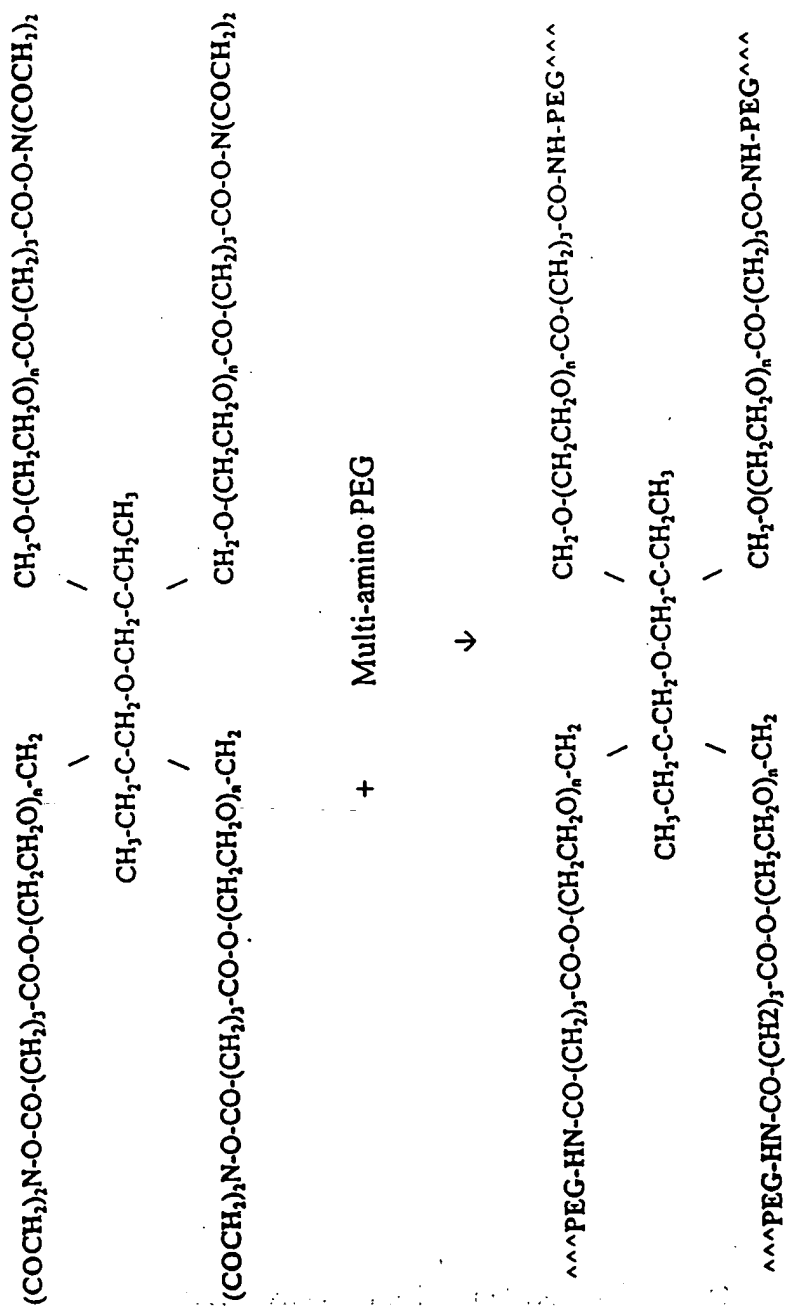 (COCH₂)₂N-O-CO-(CH₂)₃-CO-O-(CH₂CH₂O)ₙ-CH₂ CH₂-O-(CH₂CH₂O)ₙ-CO-(CH₂)₃-CO-O-N(COCH₂)₂
\ /
CH₃-CH₂-C-CH₂-O-CH₂-C-CH₂CH₃
/ \
(COCH₂)₂N-O-CO-(CH₂)₃-CO-O-(CH₂CH₂O)ₙ-CH₂ CH₂-O-(CH₂CH₂O)ₙ-CO-(CH₂)₃-CO-O-N(COCH₂)₂
+ Multi-amino PEG
↓
^^^PEG-HN-CO-(CH₂)₃-CO-O-(CH₂CH₂O)ₙ-CH₂ CH₂-O-(CH₂CH₂O)ₙ-CO-(CH₂)₃-CO-NH-PEG^^^
\ /
CH₃-CH₂-C-CH₂-O-CH₂-C-CH₂CH₃
/ \
^^^PEG-HN-CO-(CH2)₃-CO-O-(CH₂CH₂O)ₙ-CH₂ CH₂-O(CH₂CH₂O)ₙ-CO-(CH₂)₃CO-NH-PEG^^^